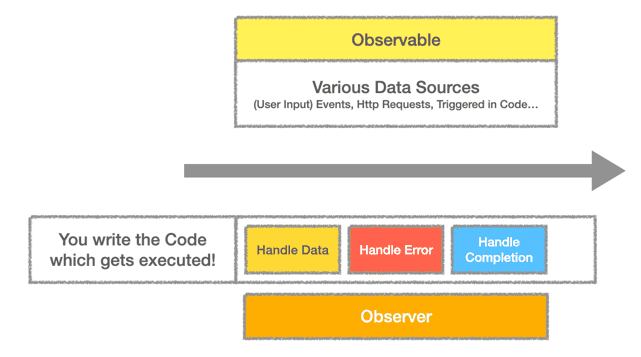 Observable
Various Data Sources
(User Input) Events, Http Requests, Triggered in Code…
You write the Code
which gets executed!
Handle Data
Handle Error
Handle
Completion
Observer